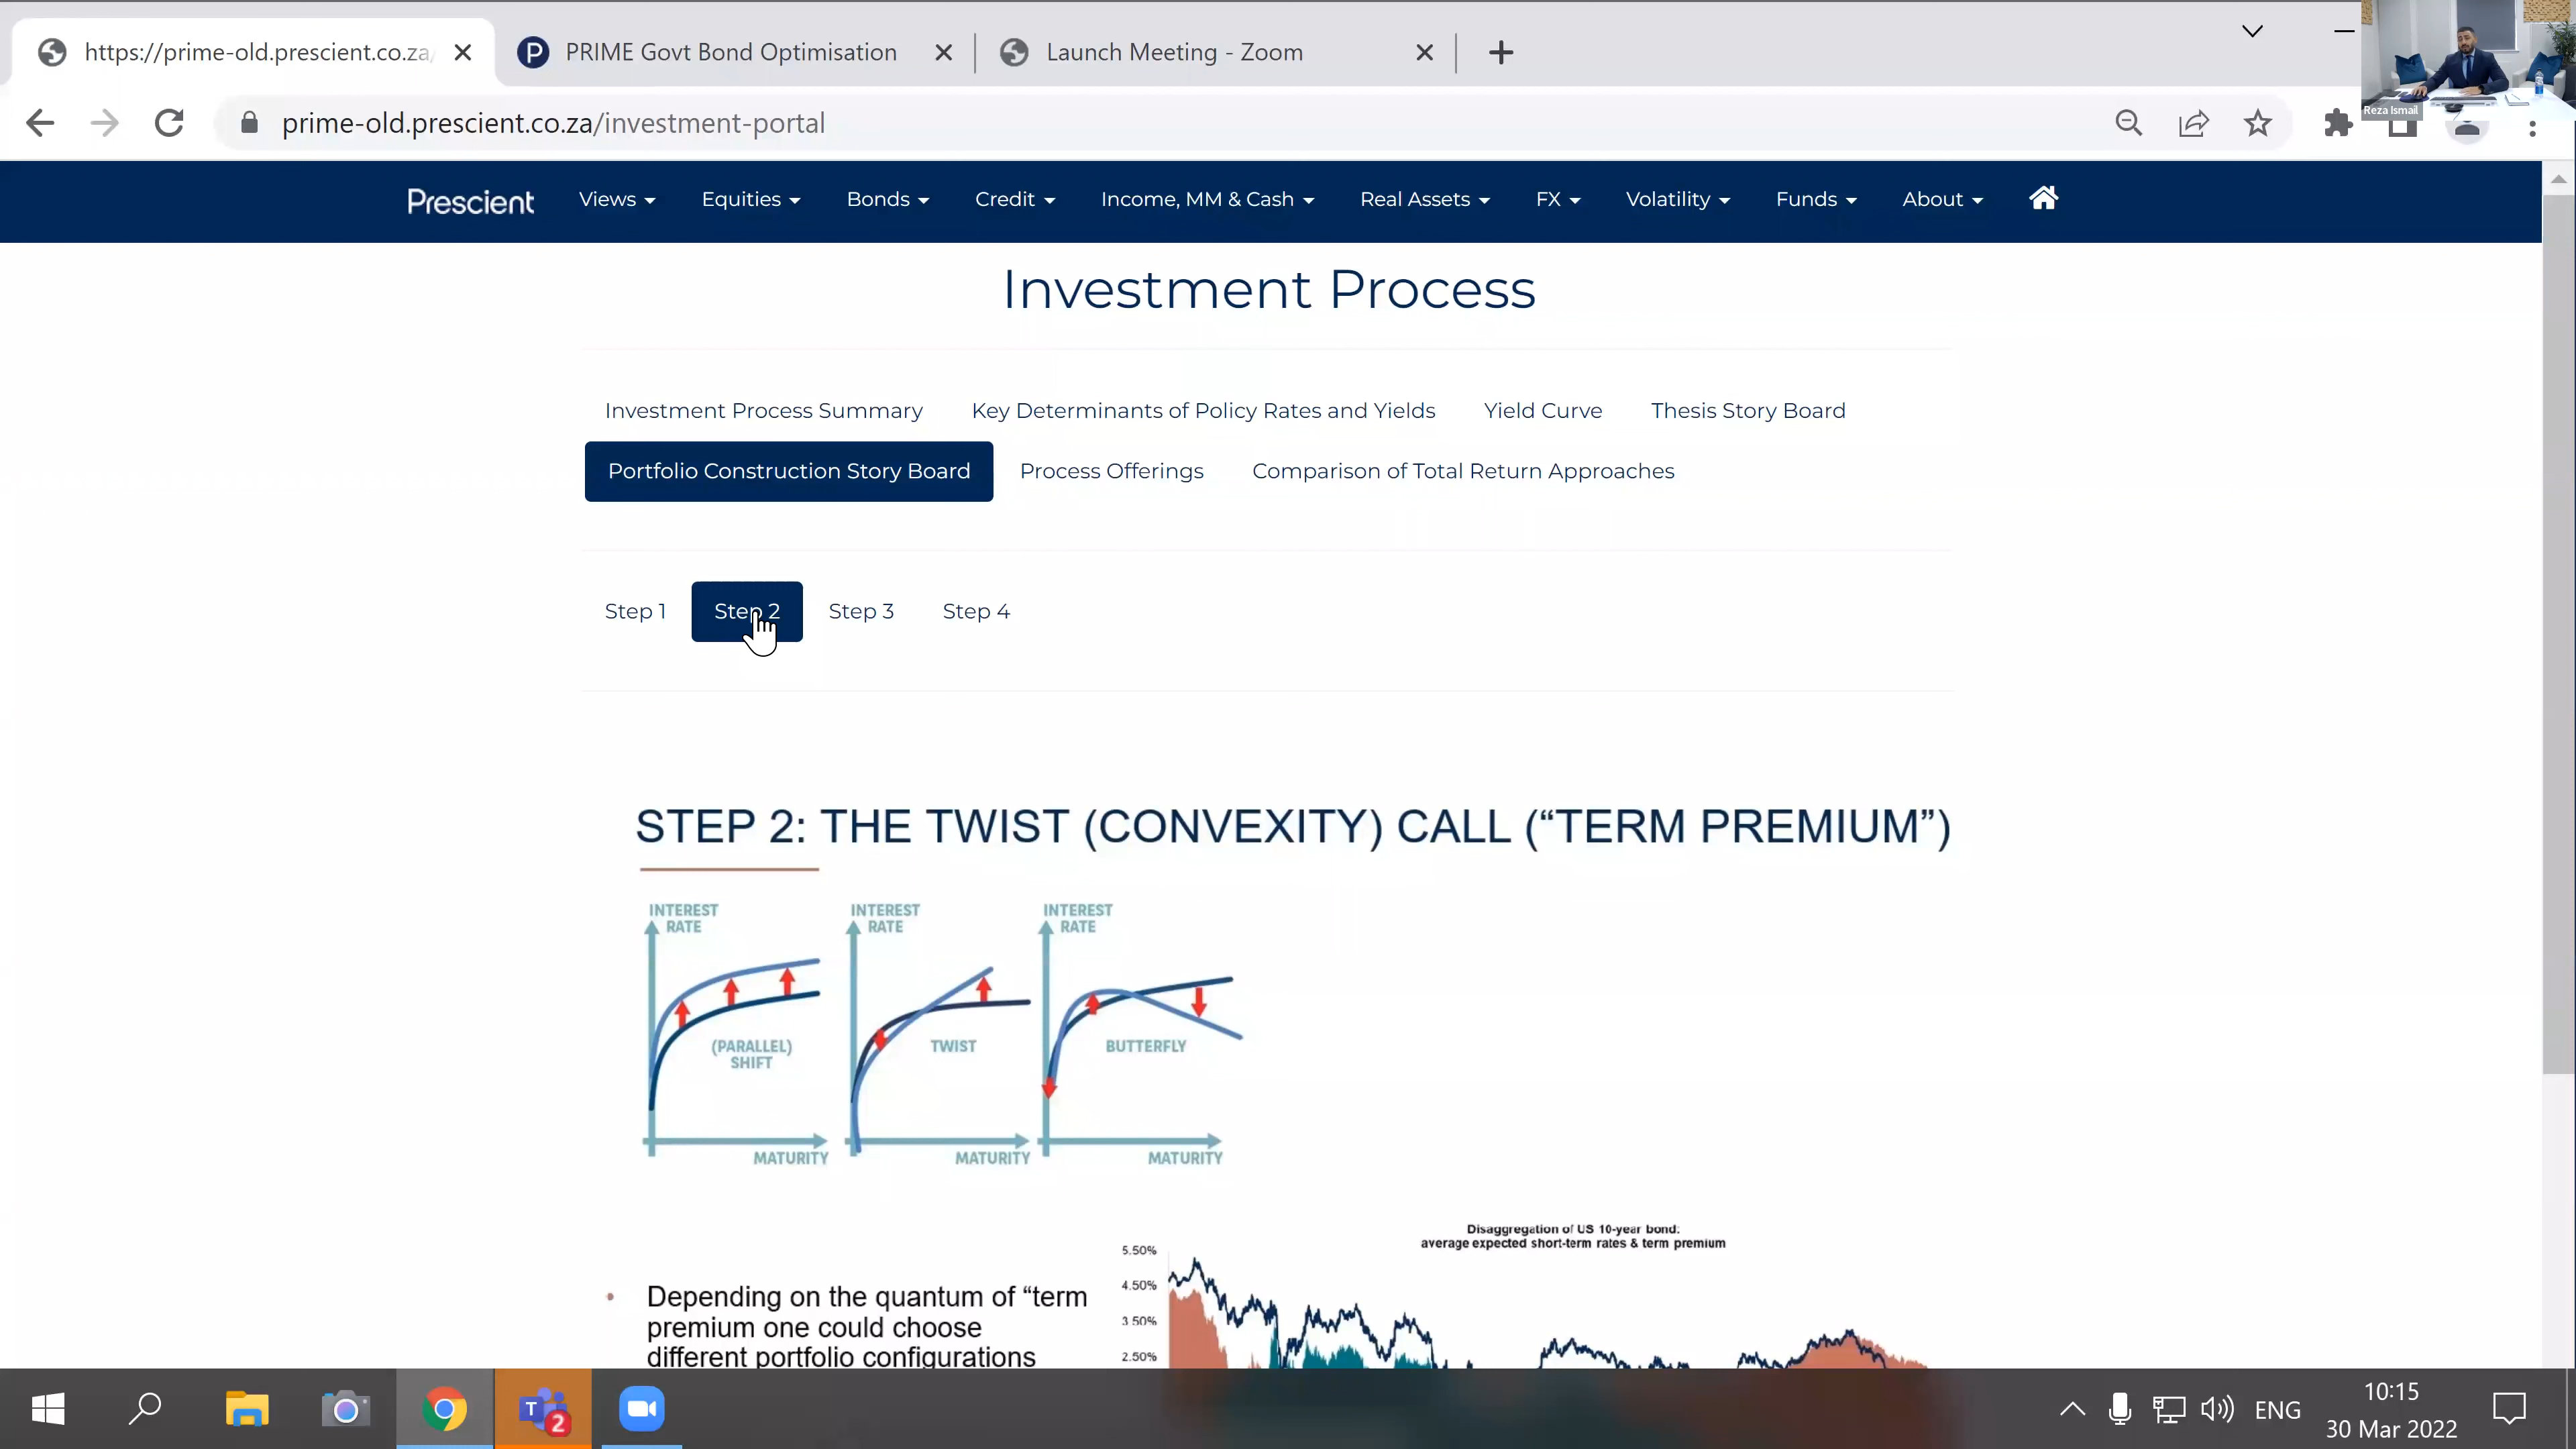 https://prime-old.prescient.co.za/
PRIME Govt Bond Optimisation
Launch Meeting - Zoom
prime-old.prescient.co.za/investment-portal
Reza Ismail
Prescient Views Equities Bonds Credit Income, MM & Cash Real Assets FX Volatility Funds About
Investment Process
Investment Process Summary Key Determinants of Policy Rates and Yields Yield Curve Thesis Story Board
Portfolio Construction Story Board Process Offerings Comparison of Total Return Approaches
Step 1 Step 2 Step 3 Step 4
STEP 2: THE TWIST (CONVEXITY) CALL (“TERM PREMIUM”)
INTEREST
RATE
(PARALLEL)
SHIFT
MATURITY
INTEREST
RATE
TWIST
MATURITY
INTEREST
RATE
BUTTERFLY
MATURITY
Depending on the quantum of “term
premium one could choose
different portfolio configurations
Disaggregation of US 10-year bond:
average expected short-term rates & term premium
5.50%
4.50%
3.50%
2.50%
T 2
ENG
10:15
30 Mar 2022